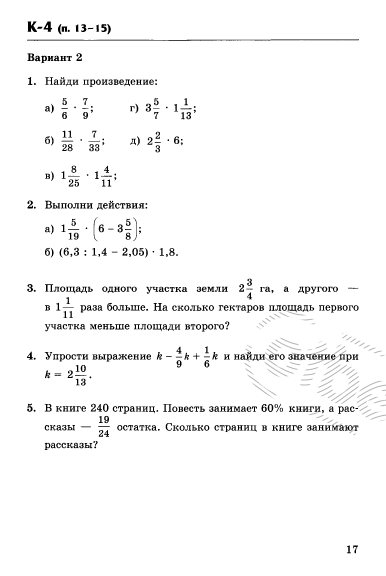 К-4 (п. 13-15)
Вариант 2
1. Найди произведение:
а) 5/6 · 7/9; г) 3 5/7 · 1 1/13;
б) 11/28 · 7/33; д) 2 2/3 · 6;
в) 1 8/25 · 1 4/11;
2. Выполни действия:
а) 1 5/19 · (6 - 3 5/8);
б) (6,3 : 1,4 - 2,05) · 1,8.
3. Площадь одного участка земли 2 3/4 га, а другого —
в 1 1/11 раза больше. На сколько гектаров площадь первого
участка меньше площади второго?
4. Упрости выражение k - 4/9 k + 1/6 k и найди его значение при
k = 2 10/13.
5. В книге 240 страниц. Повесть занимает 60% книги, а рас-
сказы — 19/24 остатка. Сколько страниц в книге занимают
рассказы?
17